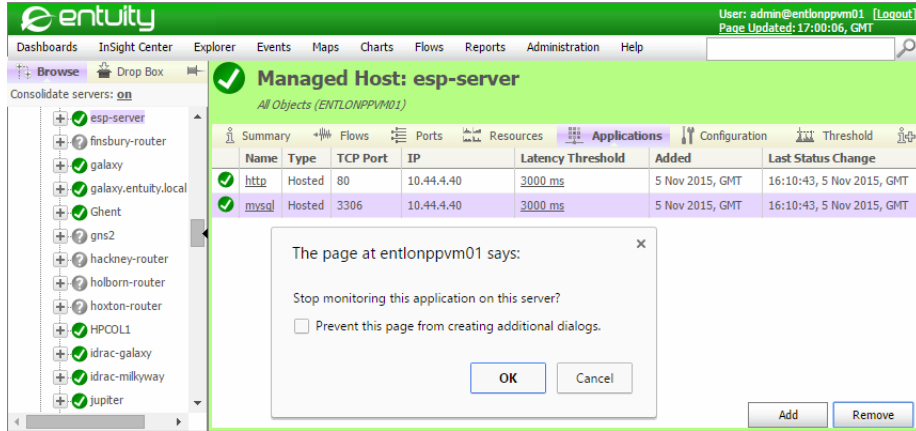 entuity
User: admin@entlonppvm01 [Logout]
Page Updated: 17:00:06, GMT
Dashboards InSight Center Explorer Events Maps Charts Flows Reports Administration Help
Browse Drop Box
Consolidate servers: on
esp-server
finsbury-router
galaxy
galaxy.entuity.local
Ghent
gns2
hackney-router
holborn-router
hoxton-router
HPCOL1
idrac-galaxy
idrac-milkyway
jupiter
Managed Host: esp-server
All Objects (ENTLONPPVM01)
Summary Flows Ports Resources Applications Configuration Threshold
Name Type TCP Port IP Latency Threshold Added Last Status Change
http Hosted 80 10.44.4.40 3000 ms 5 Nov 2015, GMT 16:10:43, 5 Nov 2015, GMT
mysql Hosted 3306 10.44.4.40 3000 ms 5 Nov 2015, GMT 16:10:43, 5 Nov 2015, GMT
The page at entlonppvm01 says:
Stop monitoring this application on this server?
Prevent this page from creating additional dialogs.
OK Cancel
Add Remove